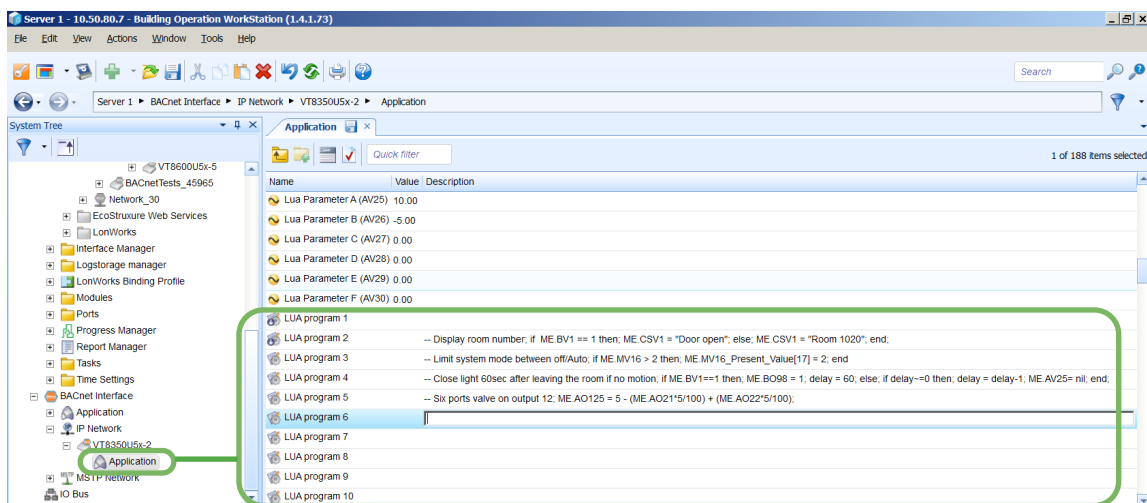 Server 1 - 10.50.80.7 - Building Operation WorkStation (1.4.1.73)
File Edit View Actions Window Tools Help
Search
Server 1 ► BACnet Interface ► IP Network ► VT8350U5x-2 ► Application
System Tree
Application
Quick filter
1 of 188 items selected
VT8600U5x-5
BACnetTests_45965
Network_30
EcoStruxure Web Services
LonWorks
Interface Manager
Logstorage manager
LonWorks Binding Profile
Modules
Ports
Progress Manager
Report Manager
Tasks
Time Settings
BACnet Interface
Application
IP Network
VT8350U5x-2
Application
MSTP Network
IO Bus
Name Value Description
Lua Parameter A (AV25) 10.00
Lua Parameter B (AV26) -5.00
Lua Parameter C (AV27) 0.00
Lua Parameter D (AV28) 0.00
Lua Parameter E (AV29) 0.00
Lua Parameter F (AV30) 0.00
LUA program 1
LUA program 2 -- Display room number; if ME.BV1 == 1 then; ME.CSV1 = "Door open"; else; ME.CSV1 = "Room 1020"; end;
LUA program 3 -- Limit system mode between off/Auto; if ME.MV16 > 2 then; ME.MV16_Present_Value[17] = 2; end
LUA program 4 -- Close light 60sec after leaving the room if no motion; if ME.BV1==1 then; ME.BO98 = 1; delay = 60; else; if delay~=0 then; delay = delay-1; ME.AV25= nil; end;
LUA program 5 -- Six ports valve on output 12; ME.AO125 = 5 - (ME.AO21*5/100) + (ME.AO22*5/100);
LUA program 6
LUA program 7
LUA program 8
LUA program 9
LUA program 10